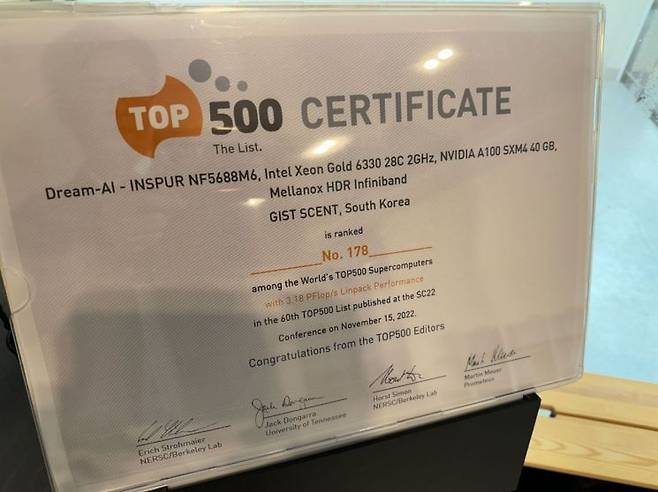 TOP 500 CERTIFICATE
The List.
Dream-AI - INSPUR NF5688M6, Intel Xeon Gold 6330 28C 2GHz, NVIDIA A100 SXM4 40 GB,
Mellanox HDR Infiniband
GIST SCENT, South Korea
is ranked
No. 178
among the World's TOP500 Supercomputers
with 3.18 PFlop/s Linpack Performance
in the 60th TOP500 List published at the SC22
Conference on November 15, 2022.
Congratulations from the TOP500 Editors
Erich Strohmaier
NERSC/Berkeley Lab
Jack Dongarra
University of Tennessee
Horst Simon
NERSC/Berkeley Lab
Martin Meuer
Prometeus